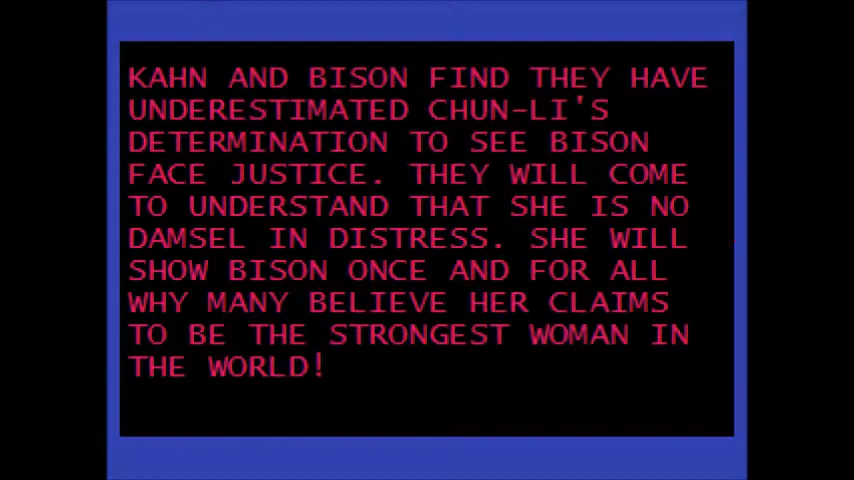 KAHN AND BISON FIND THEY HAVE
UNDERESTIMATED CHUN-LI'S
DETERMINATION TO SEE BISON
FACE JUSTICE. THEY WILL COME
TO UNDERSTAND THAT SHE IS NO
DAMSEL IN DISTRESS. SHE WILL
SHOW BISON ONCE AND FOR ALL
WHY MANY BELIEVE HER CLAIMS
TO BE THE STRONGEST WOMAN IN
THE WORLD!